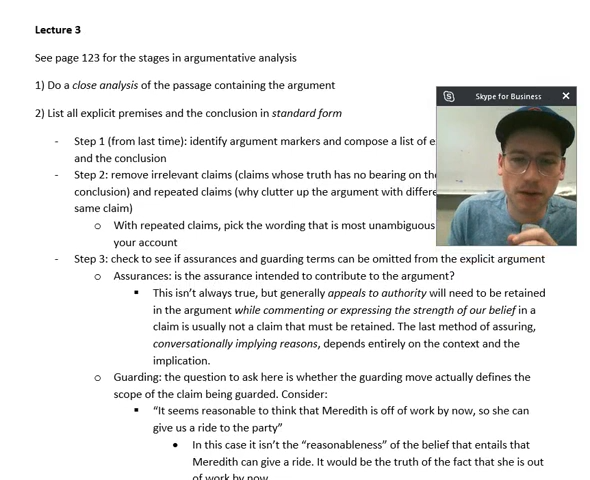 Lecture 3
See page 123 for the stages in argumentative analysis
1) Do a close analysis of the passage containing the argument
2) List all explicit premises and the conclusion in standard form
Skype for Business
- Step 1 (from last time): identify argument markers and compose a list of e
and the conclusion
- Step 2: remove irrelevant claims (claims whose truth has no bearing on the
conclusion) and repeated claims (why clutter up the argument with differe
same claim)
o With repeated claims, pick the wording that is most unambiguous
your account
- Step 3: check to see if assurances and guarding terms can be omitted from the explicit argument
o Assurances: is the assurance intended to contribute to the argument?
▪ This isn’t always true, but generally appeals to authority will need to be retained
in the argument while commenting or expressing the strength of our belief in a
claim is usually not a claim that must be retained. The last method of assuring,
conversationally implying reasons, depends entirely on the context and the
implication.
o Guarding: the question to ask here is whether the guarding move actually defines the
scope of the claim being guarded. Consider:
▪ “It seems reasonable to think that Meredith is off of work by now, so she can
give us a ride to the party”
• In this case it isn’t the “reasonableness” of the belief that entails that
Meredith can give a ride. It would be the truth of the fact that she is out
of work by now